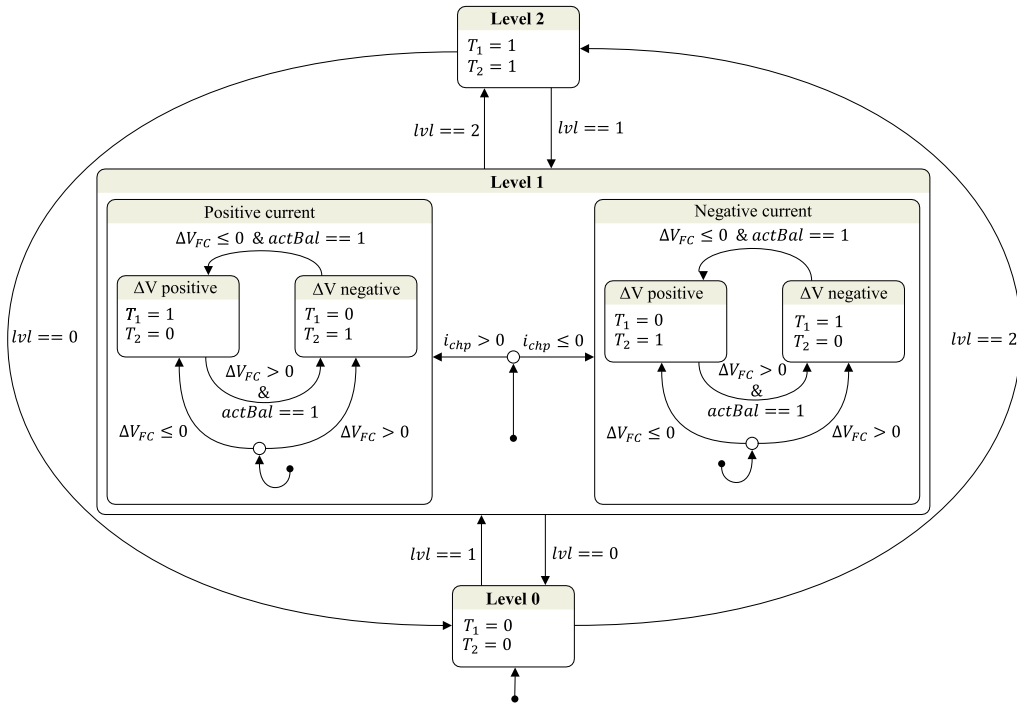 Level 2
T₁ = 1
T₂ = 1
lvl == 2
lvl == 1
Level 1
Positive current
ΔV_FC ≤ 0 & actBal == 1
ΔV positive
T₁ = 1
T₂ = 0
ΔV negative
T₁ = 0
T₂ = 1
ΔV_FC > 0
&
actBal == 1
ΔV_FC ≤ 0
ΔV_FC > 0
i_chp > 0
i_chp ≤ 0
Negative current
ΔV_FC ≤ 0 & actBal == 1
ΔV positive
T₁ = 0
T₂ = 1
ΔV negative
T₁ = 1
T₂ = 0
ΔV_FC > 0
&
actBal == 1
ΔV_FC ≤ 0
ΔV_FC > 0
lvl == 0
lvl == 2
lvl == 1
lvl == 0
Level 0
T₁ = 0
T₂ = 0